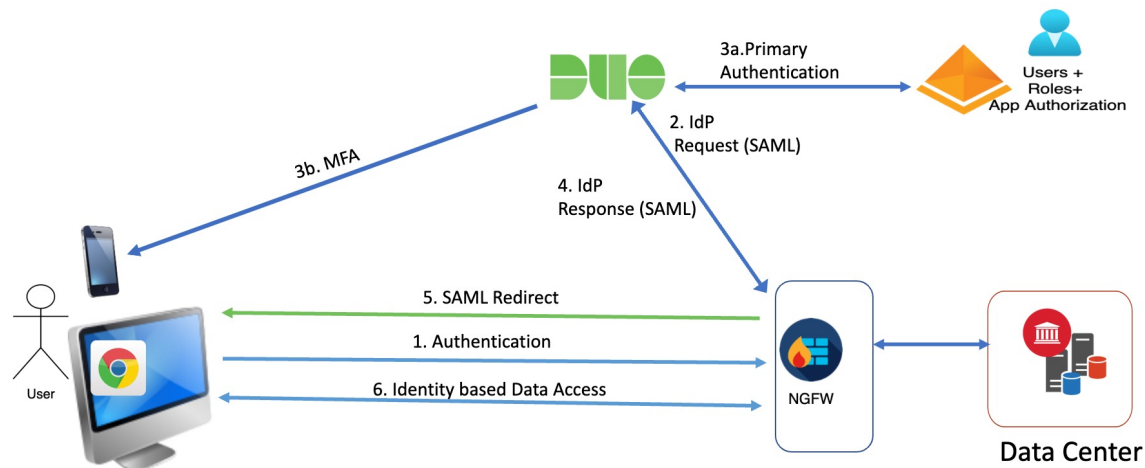 DUO
3a.Primary
Authentication
Users +
Roles+
App Authorization
2. IdP
Request (SAML)
3b. MFA
4. IdP
Response (SAML)
5. SAML Redirect
1. Authentication
6. Identity based Data Access
User
NGFW
Data Center